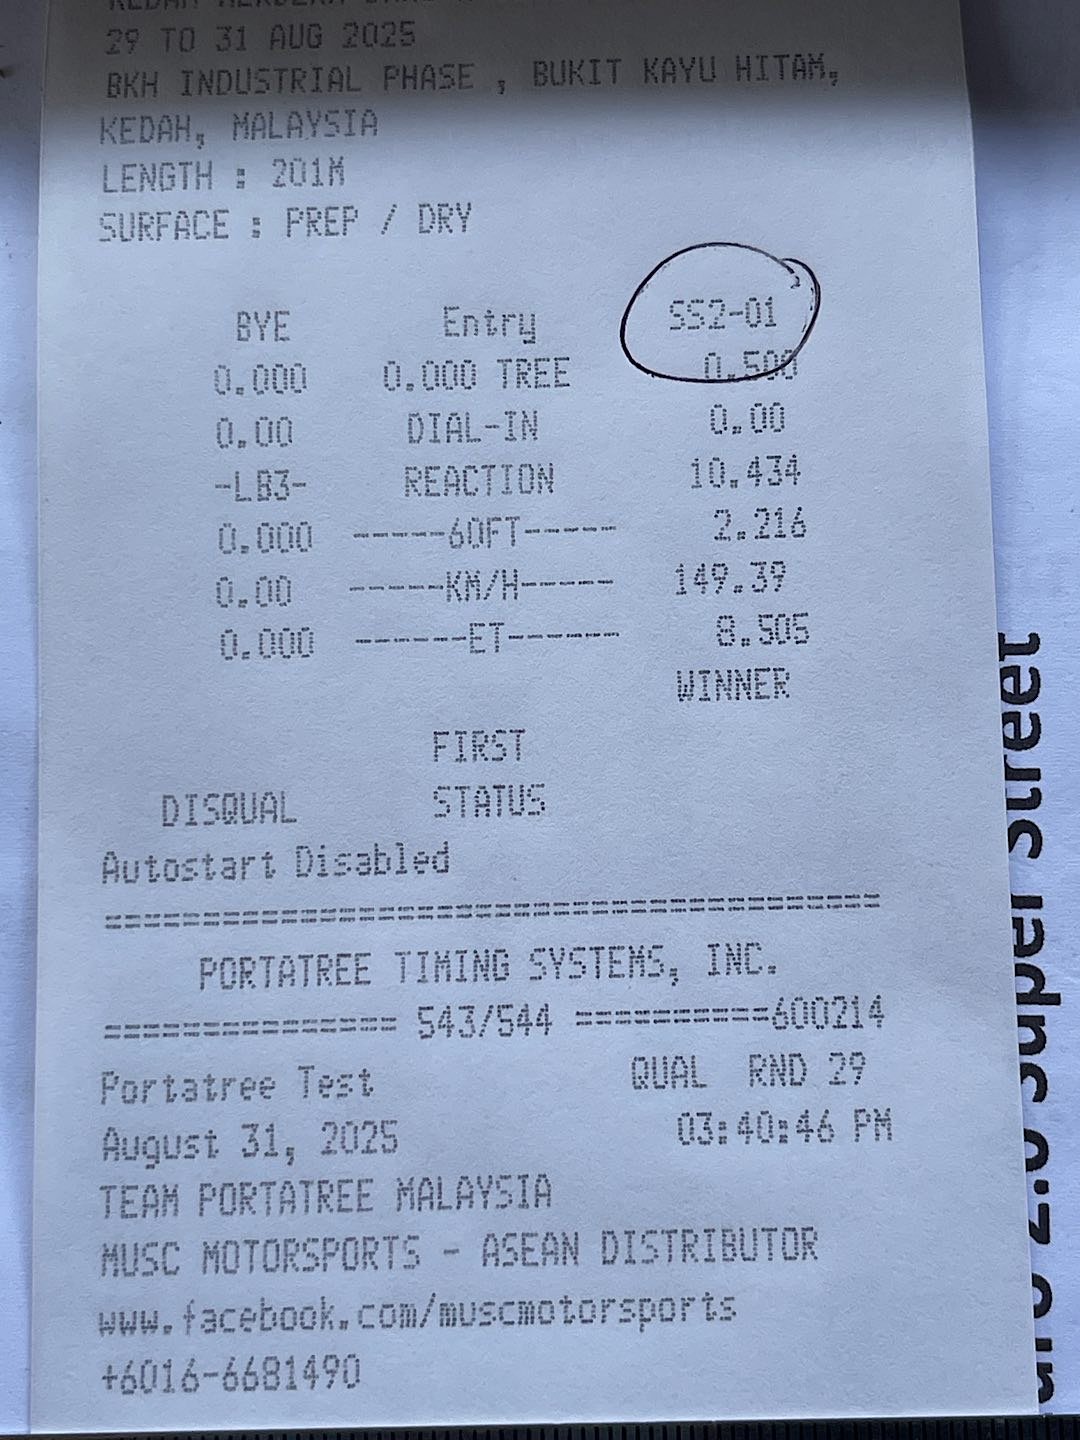 29 TO 31 AUG 2025
BKH INDUSTRIAL PHASE , BUKIT KAYU HITAM,
KEDAH, MALAYSIA
LENGTH : 201M
SURFACE : PREP / DRY
BYE Entry SS2-01
0.000 0.000 TREE 0.500
0.00 DIAL-IN 0.00
-LB3- REACTION 10.434
0.000 -----60FT----- 2.216
0.00 -----KM/H----- 149.39
0.000 ------ET------ 8.505
WINNER
FIRST
DISQUAL STATUS
Autostart Disabled
========================================
PORTATREE TIMING SYSTEMS, INC.
=============== 543/544 ==========600214
Portatree Test QUAL RND 29
August 31, 2025 03:40:46 PM
TEAM PORTATREE MALAYSIA
MUSC MOTORSPORTS - ASEAN DISTRIBUTOR
www.facebook.com/muscmotorsports
+6016-6681490
2.0 Super Street